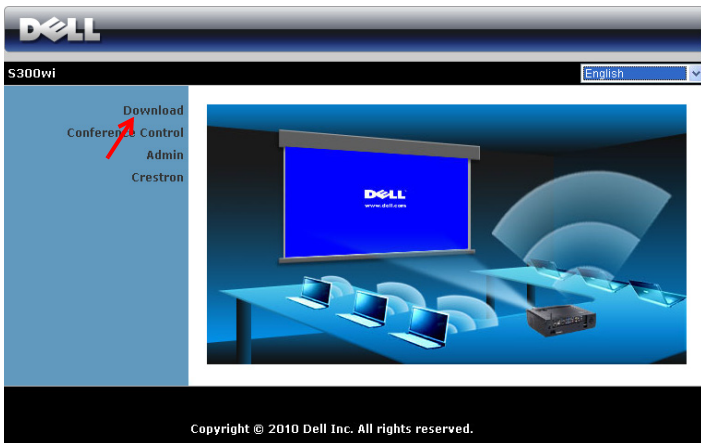 DELL
S300wi
English
Download
Conference Control
Admin
Crestron
DELL
www.dell.com
Copyright © 2010 Dell Inc. All rights reserved.